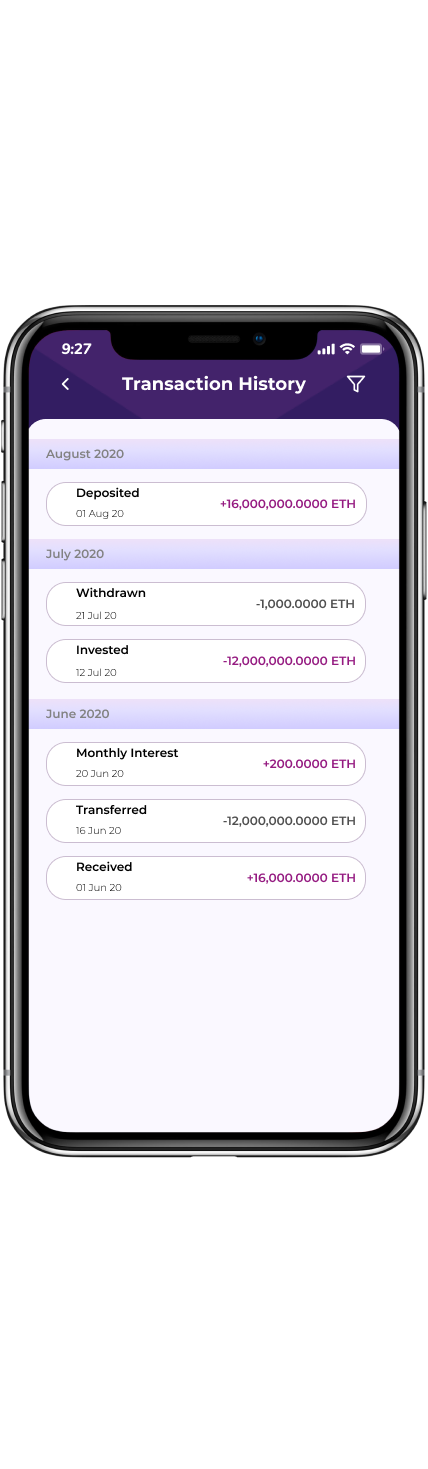 9:27
Transaction History
August 2020
Deposited
+16,000,000.0000 ETH
01 Aug 20
July 2020
Withdrawn
-1,000.0000 ETH
21 Jul 20
Invested
-12,000,000.0000 ETH
12 Jul 20
June 2020
Monthly Interest
+200.0000 ETH
20 Jun 20
Transferred
-12,000,000.0000 ETH
16 Jun 20
Received
+16,000.0000 ETH
01 Jun 20